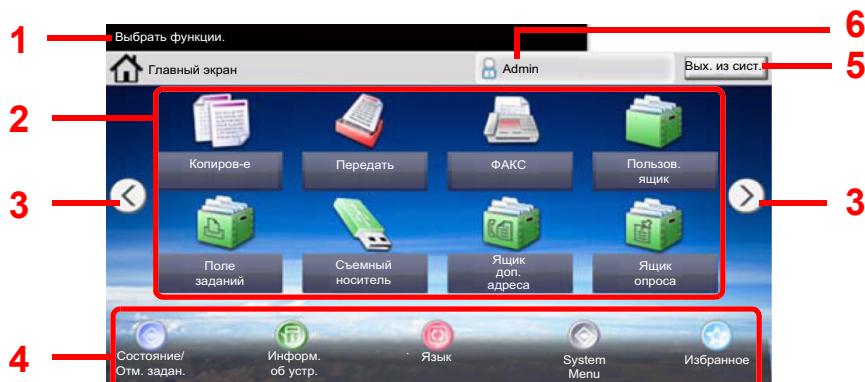 6
1
Выбрать функции.
Главный экран
Admin
Вых. из сист.
5
2
Копиров-е
Передать
ФАКС
Пользов.
ящик
3
3
Поле
заданий
Съемный
носитель
Ящик
доп.
адреса
Ящик
опроса
4
Состояние/
Отм. задан.
Информ.
об устр.
Язык
System
Menu
Избранное